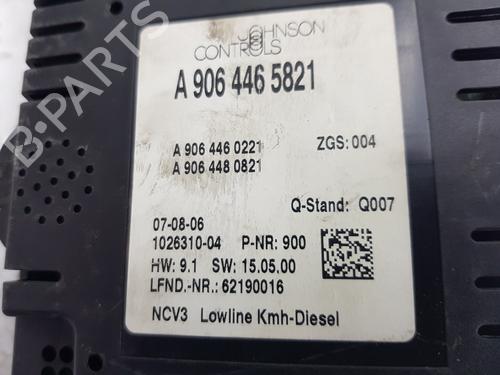 JOHNSON
CONTROLS
A 906 446 5821
A 906 446 0221 ZGS: 004
A 906 448 0821
Q-Stand: Q007
07-08-06
1026310-04 P-NR: 900
HW: 9.1 SW: 15.05.00
LFND.-NR.: 62190016
NCV3 Lowline Kmh-Diesel
B-PARTS